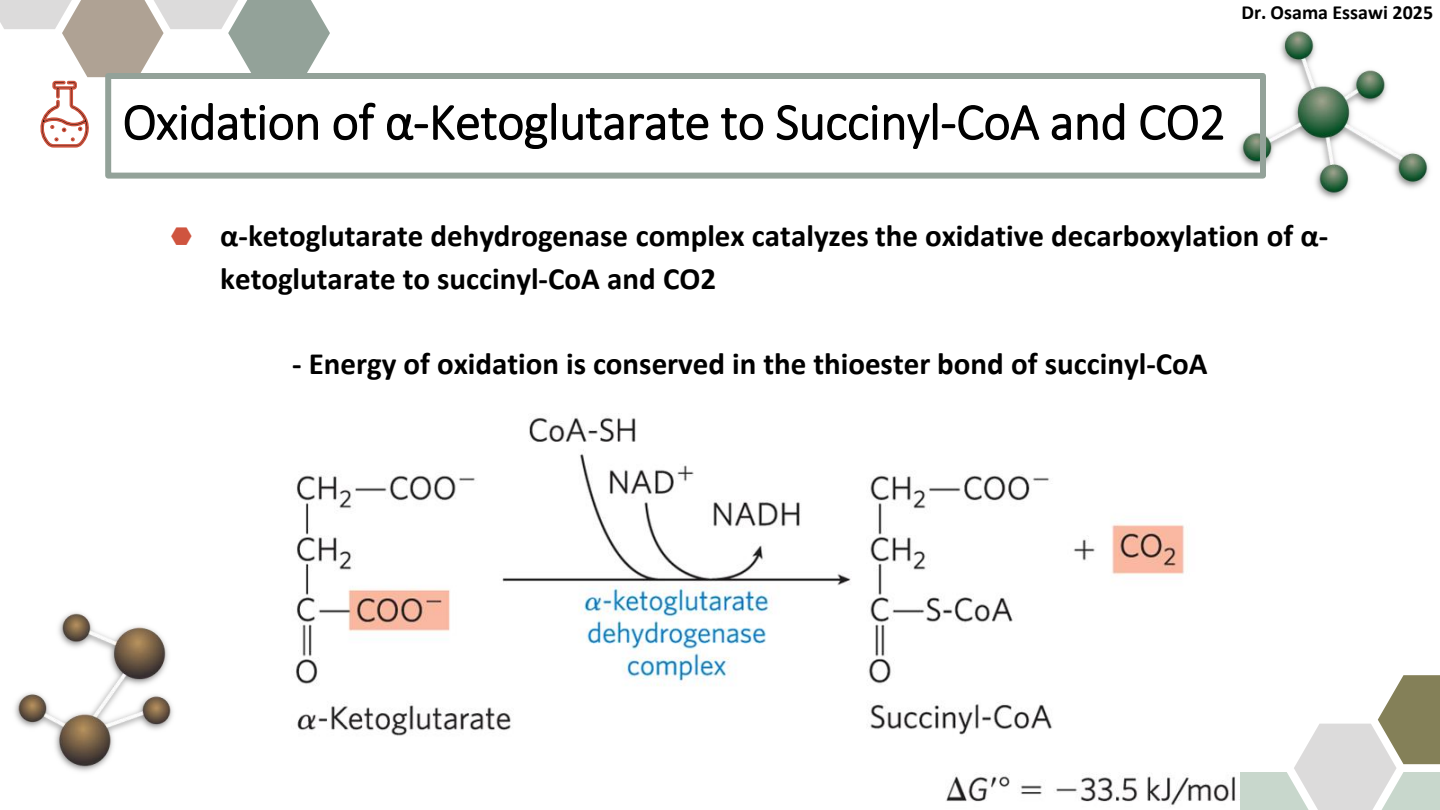 Dr. Osama Essawi 2025
Oxidation of α-Ketoglutarate to Succinyl-CoA and CO2
α-ketoglutarate dehydrogenase complex catalyzes the oxidative decarboxylation of α-
ketoglutarate to succinyl-CoA and CO2
- Energy of oxidation is conserved in the thioester bond of succinyl-CoA
CoA-SH
NAD⁺
NADH
CH₂—COO⁻
CH₂
C—COO⁻
O
α-Ketoglutarate
α-ketoglutarate
dehydrogenase
complex
CH₂—COO⁻
CH₂
C—S-CoA
O
Succinyl-CoA
+ CO₂
ΔG′° = −33.5 kJ/mol